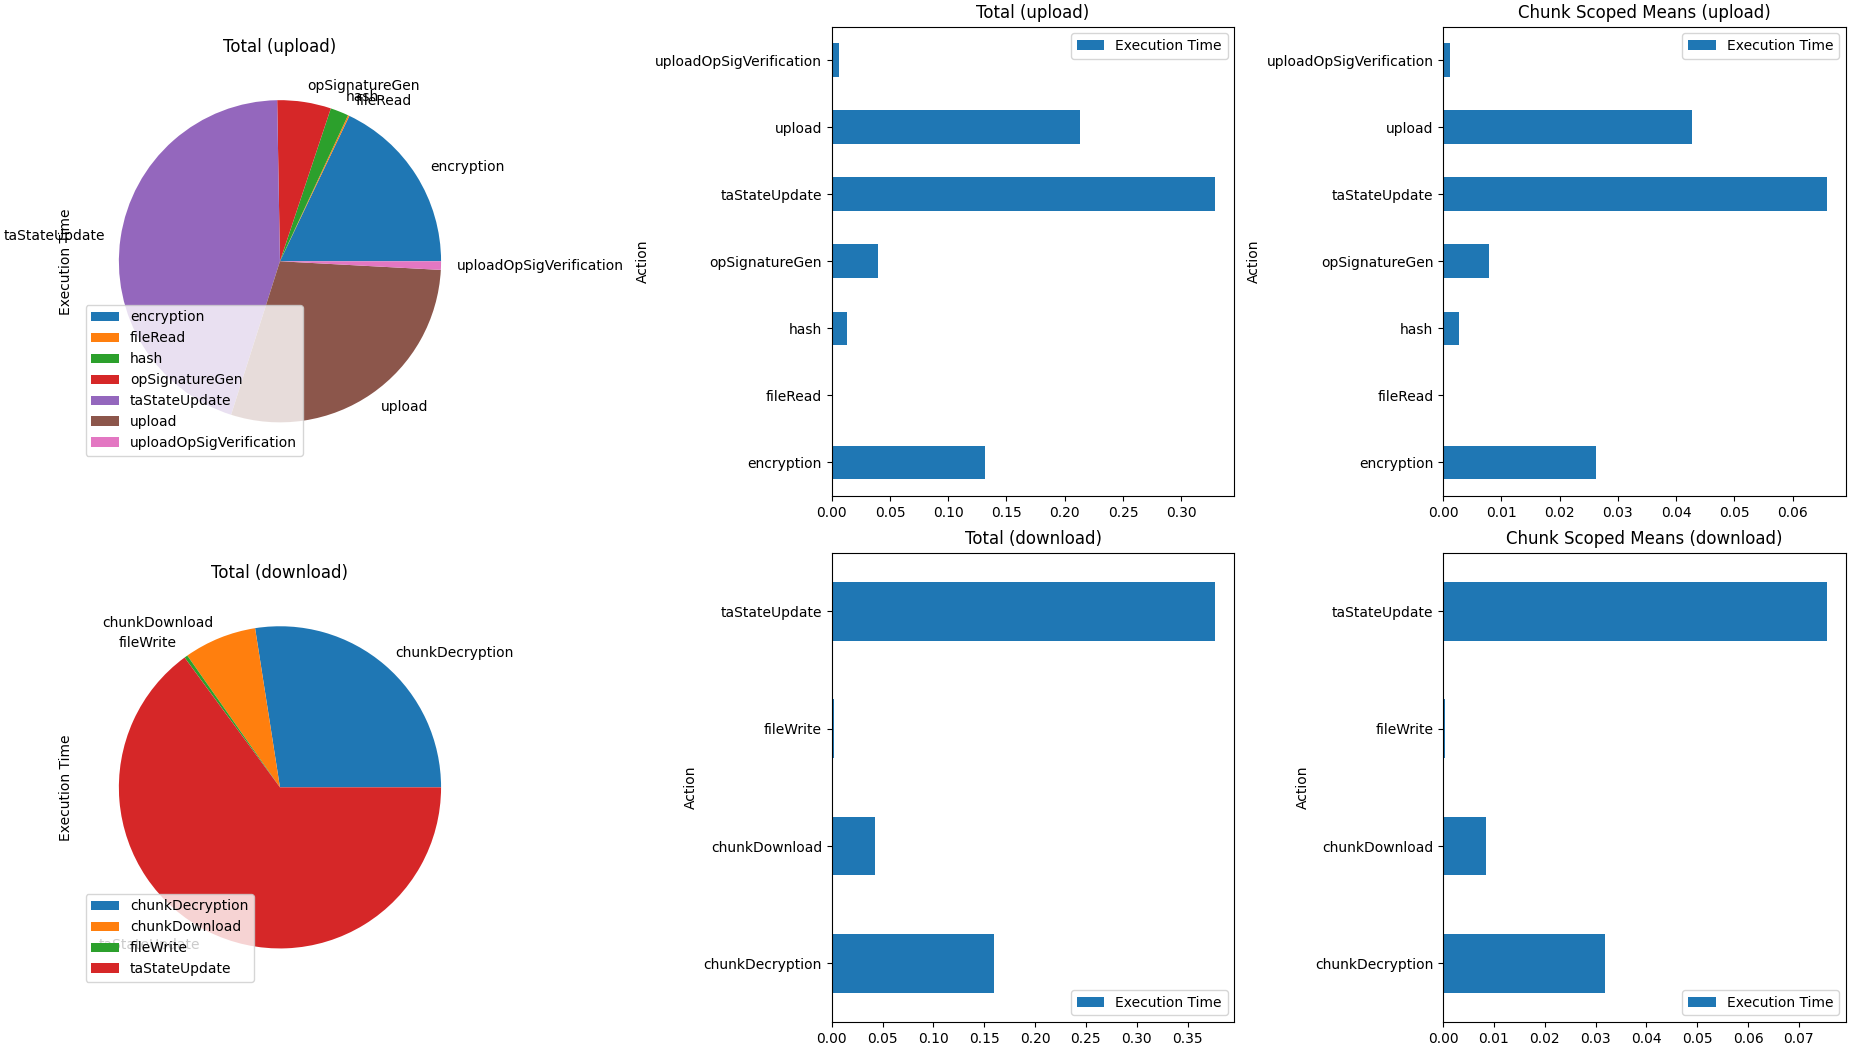 Total (upload)
opSignatureGen
hash
fileRead
encryption
taStateUpdate
Execution Time
uploadOpSigVerification
upload
encryption
fileRead
hash
opSignatureGen
taStateUpdate
upload
uploadOpSigVerification
Total (upload)
Execution Time
uploadOpSigVerification
upload
taStateUpdate
opSignatureGen
hash
fileRead
encryption
Action
0.00 0.05 0.10 0.15 0.20 0.25 0.30
Chunk Scoped Means (upload)
Execution Time
uploadOpSigVerification
upload
taStateUpdate
opSignatureGen
hash
fileRead
encryption
Action
0.00 0.01 0.02 0.03 0.04 0.05 0.06
Total (download)
chunkDownload
fileWrite
chunkDecryption
Execution Time
taStateUpdate
chunkDecryption
chunkDownload
fileWrite
taStateUpdate
Total (download)
taStateUpdate
fileWrite
chunkDownload
chunkDecryption
Action
Execution Time
0.00 0.05 0.10 0.15 0.20 0.25 0.30 0.35
Chunk Scoped Means (download)
taStateUpdate
fileWrite
chunkDownload
chunkDecryption
Action
Execution Time
0.00 0.01 0.02 0.03 0.04 0.05 0.06 0.07